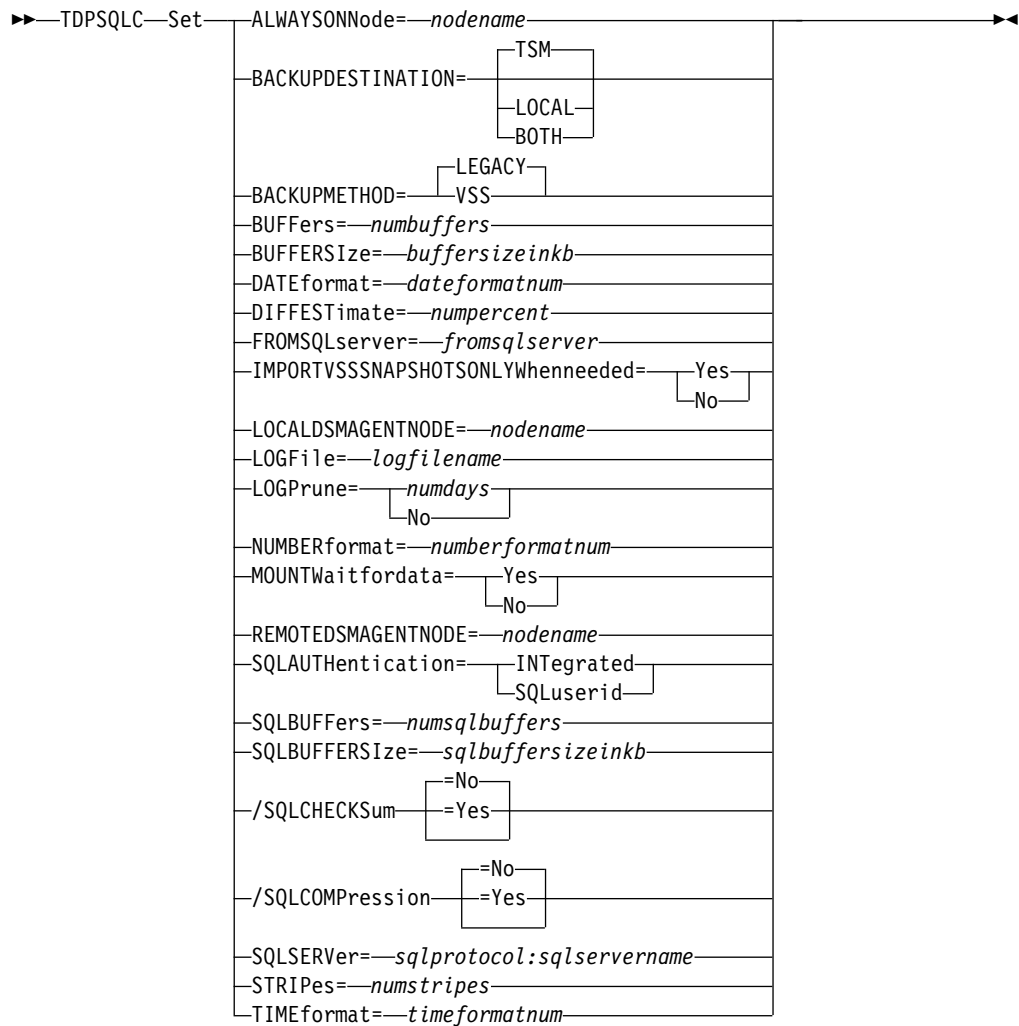 TDPSQLC Set ALWAYSONNode= nodename
TSM
BACKUPDESTINATION=
LOCAL
BOTH
LEGACY
BACKUPMETHOD= VSS
BUFFers= numbuffers
BUFFERSIze= buffersizeinkb
DATEformat= dateformatnum
DIFFESTimate= numpercent
FROMSQLserver= fromsqlserver
IMPORTVSSSNAPSHOTSONLYWhenneeded= Yes
No
LOCALDSMAGENTNODE= nodename
LOGFile= logfilename
LOGPrune= numdays
No
NUMBERformat= numberformatnum
MOUNTWaitfordata= Yes
No
REMOTEDSMAGENTNODE= nodename
SQLAUTHentication= INTegrated
SQLuserid
SQLBUFFers= numsqlbuffers
SQLBUFFERSIze= sqlbuffersizeinkb
=No
/SQLCHECKSum =Yes
=No
/SQLCOMPression =Yes
SQLSERVer= sqlprotocol:sqlservername
STRIPes= numstripes
TIMEformat= timeformatnum